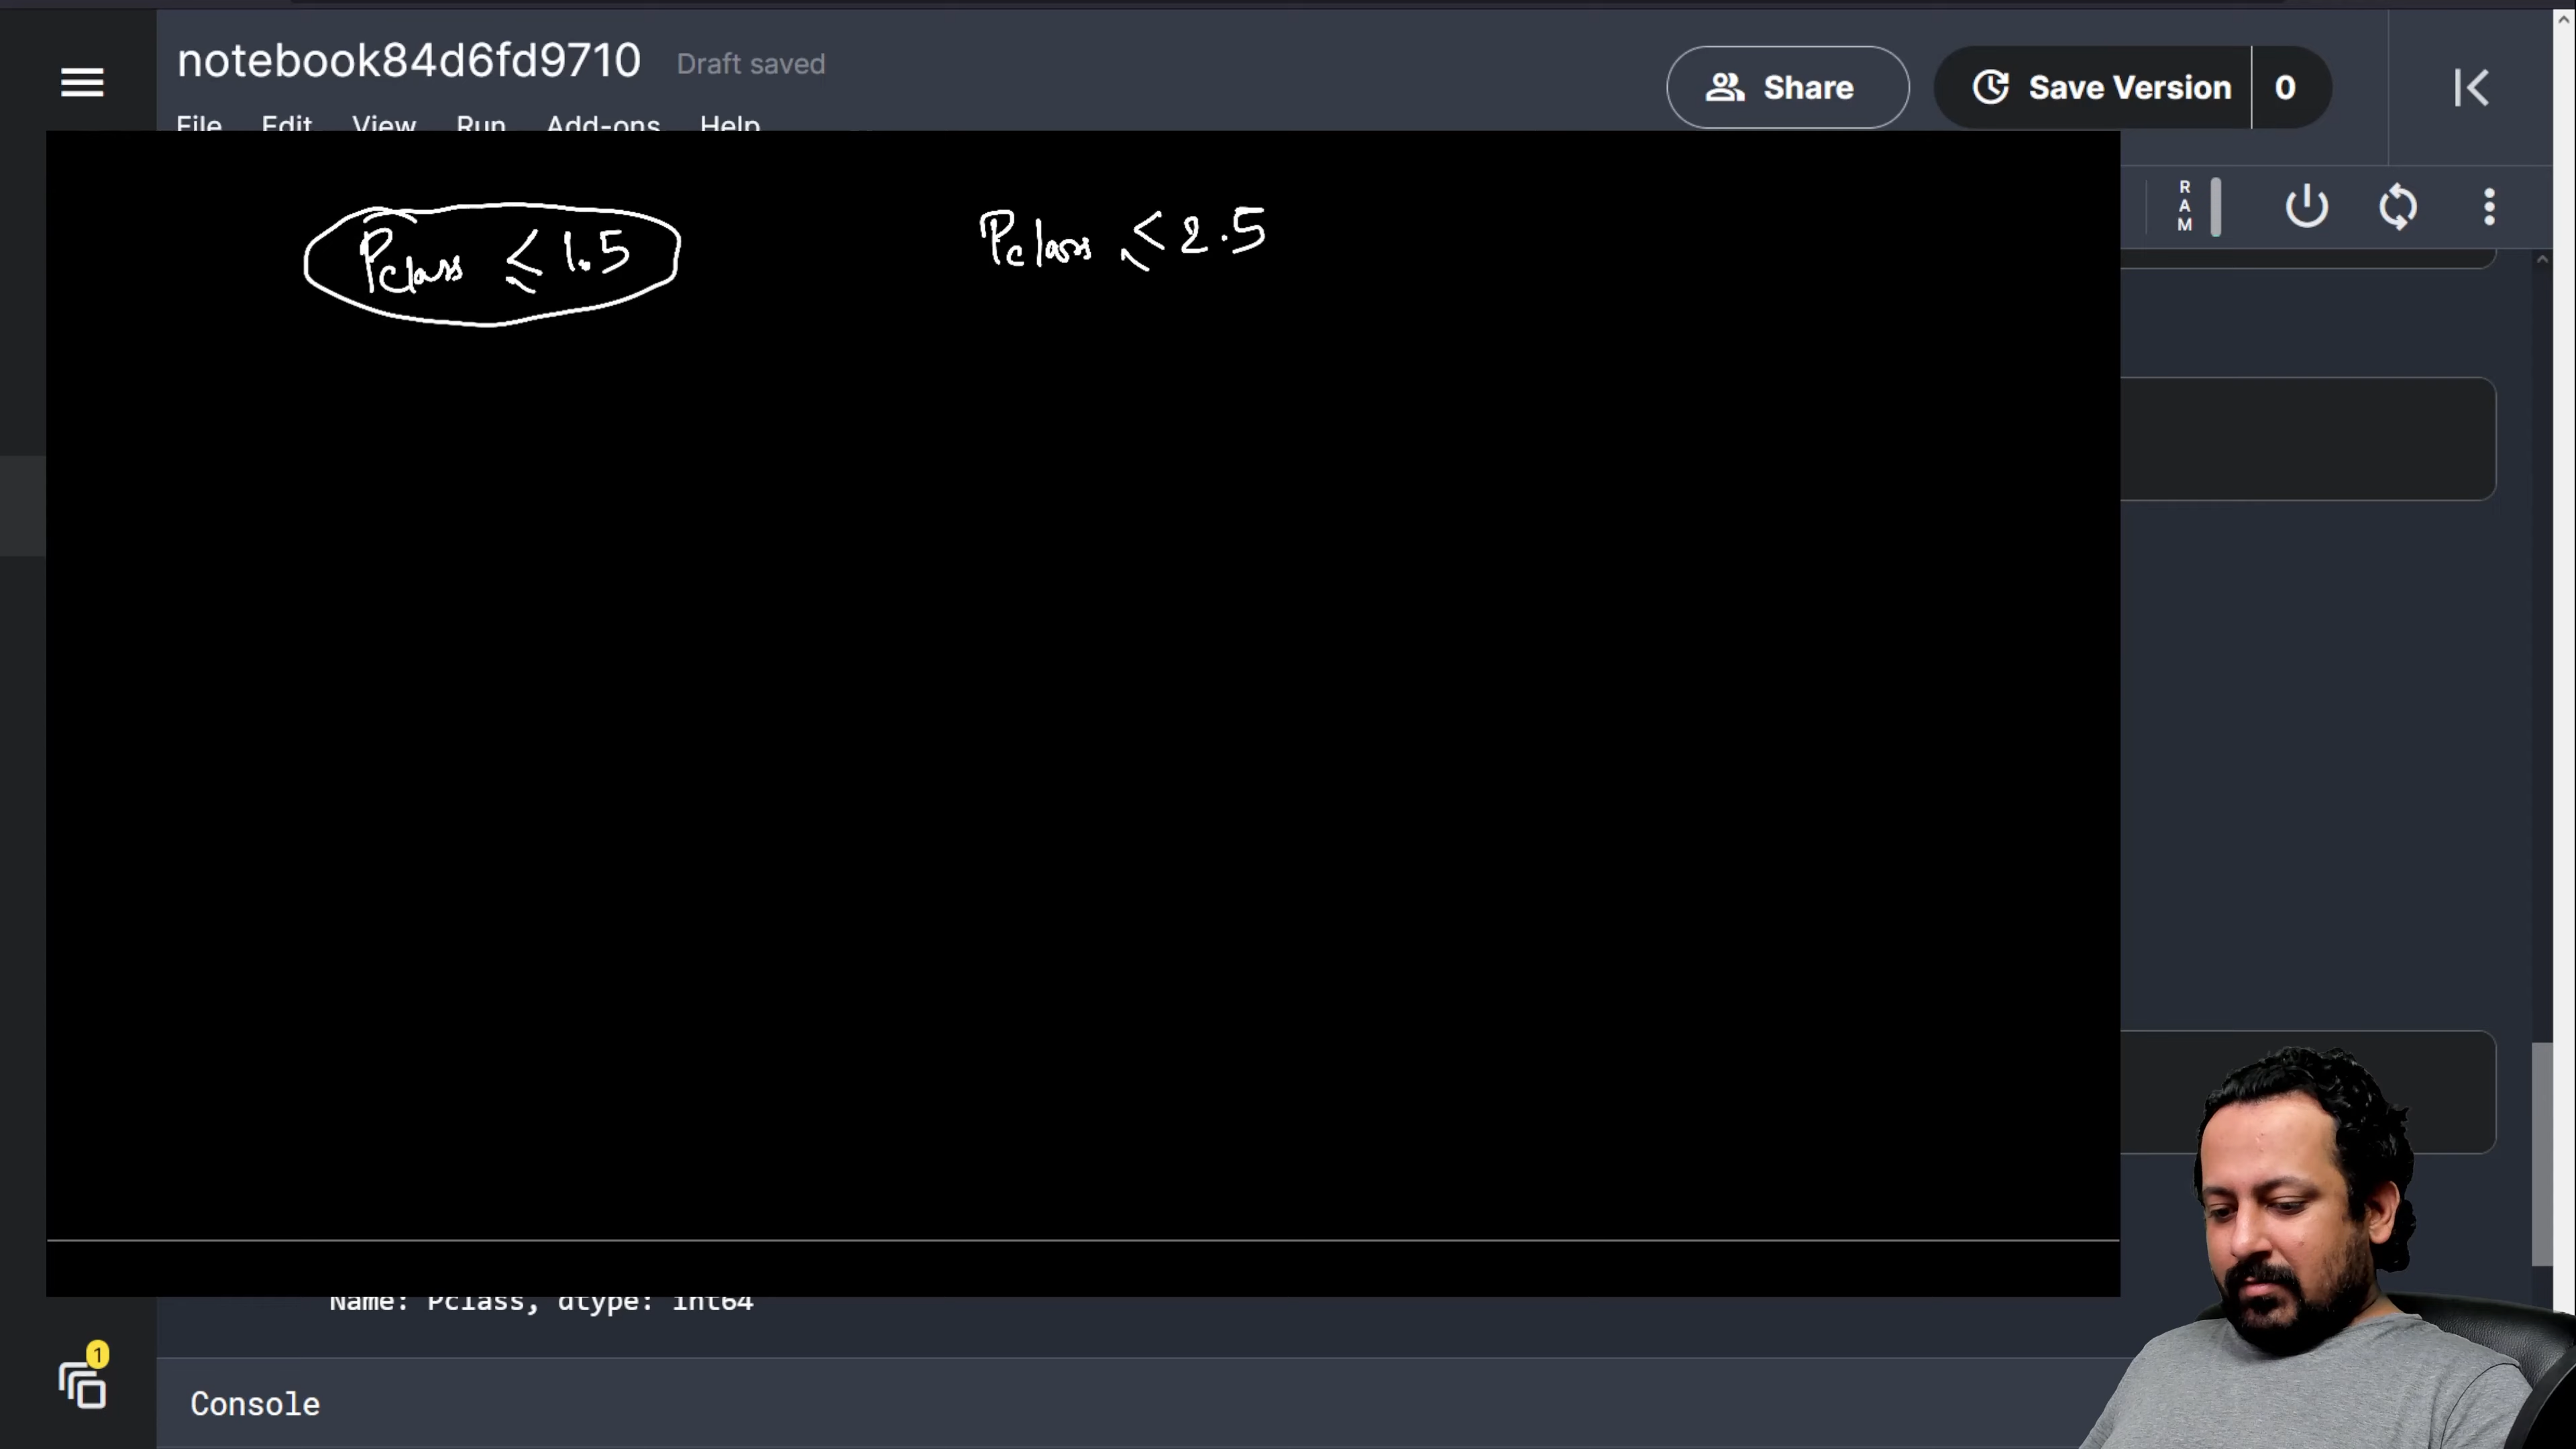 notebook84d6fd9710 Draft saved
File Edit View Run Add-ons Help
Share
Save Version 0
RAM
Pclass ≤ 1.5
Pclass ≤ 2.5
Name: Pclass, dtype: int64
1
Console